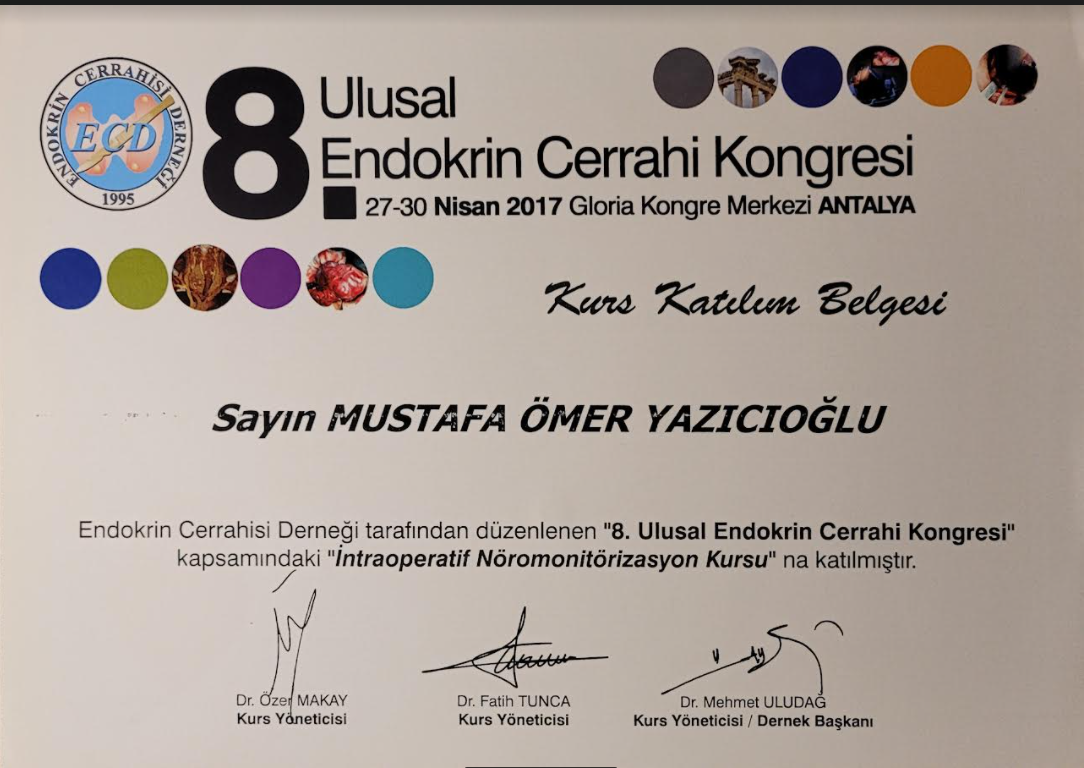 ENDOKRİN CERRAHİSİ DERNEĞİ
ECD
1995
8. Ulusal
Endokrin Cerrahi Kongresi
27-30 Nisan 2017 Gloria Kongre Merkezi ANTALYA
Kurs Katılım Belgesi
Sayın MUSTAFA ÖMER YAZICIOĞLU
Endokrin Cerrahisi Derneği tarafından düzenlenen "8. Ulusal Endokrin Cerrahi Kongresi"
kapsamındaki "İntraoperatif Nöromonitörizasyon Kursu" na katılmıştır.
Dr. Özer MAKAY
Kurs Yöneticisi
Dr. Fatih TUNCA
Kurs Yöneticisi
Dr. Mehmet ULUDAĞ
Kurs Yöneticisi / Dernek Başkanı